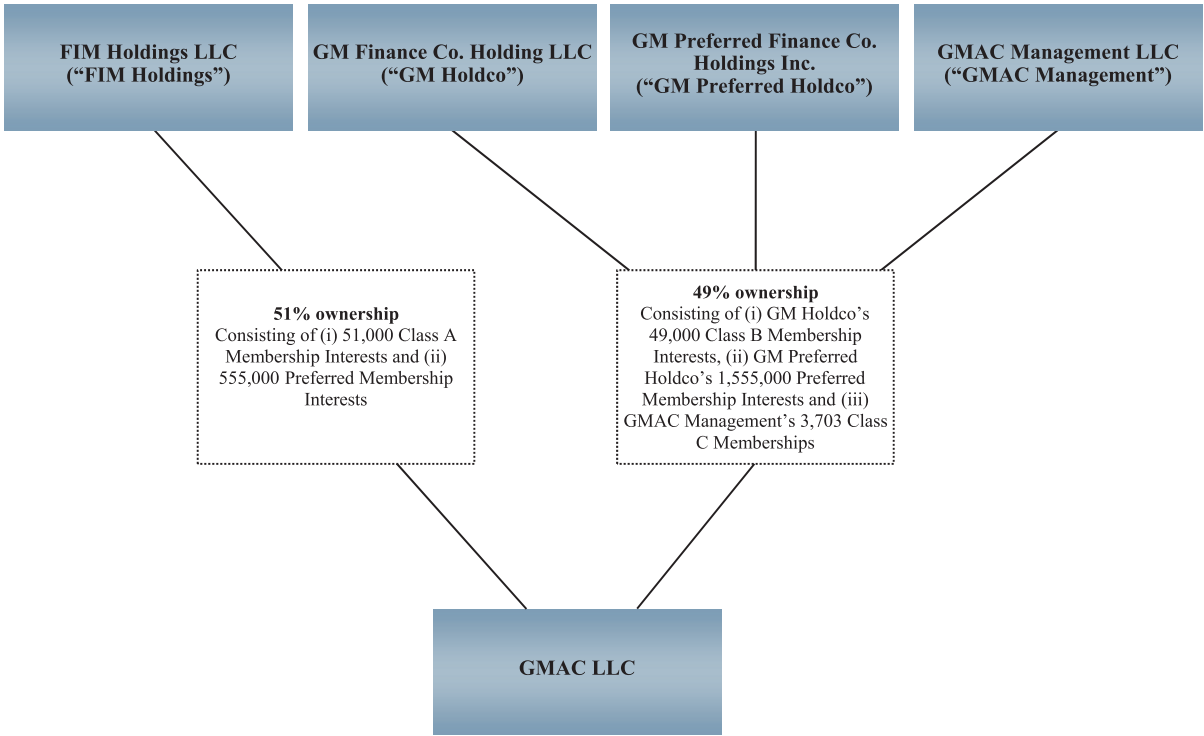 FIM Holdings LLC
(“FIM Holdings”)
GM Finance Co. Holding LLC
(“GM Holdco”)
GM Preferred Finance Co.
Holdings Inc.
(“GM Preferred Holdco”)
GMAC Management LLC
(“GMAC Management”)
51% ownership
Consisting of (i) 51,000 Class A
Membership Interests and (ii)
555,000 Preferred Membership
Interests
49% ownership
Consisting of (i) GM Holdco’s
49,000 Class B Membership
Interests, (ii) GM Preferred
Holdco’s 1,555,000 Preferred
Membership Interests and (iii)
GMAC Management’s 3,703 Class
C Memberships
GMAC LLC